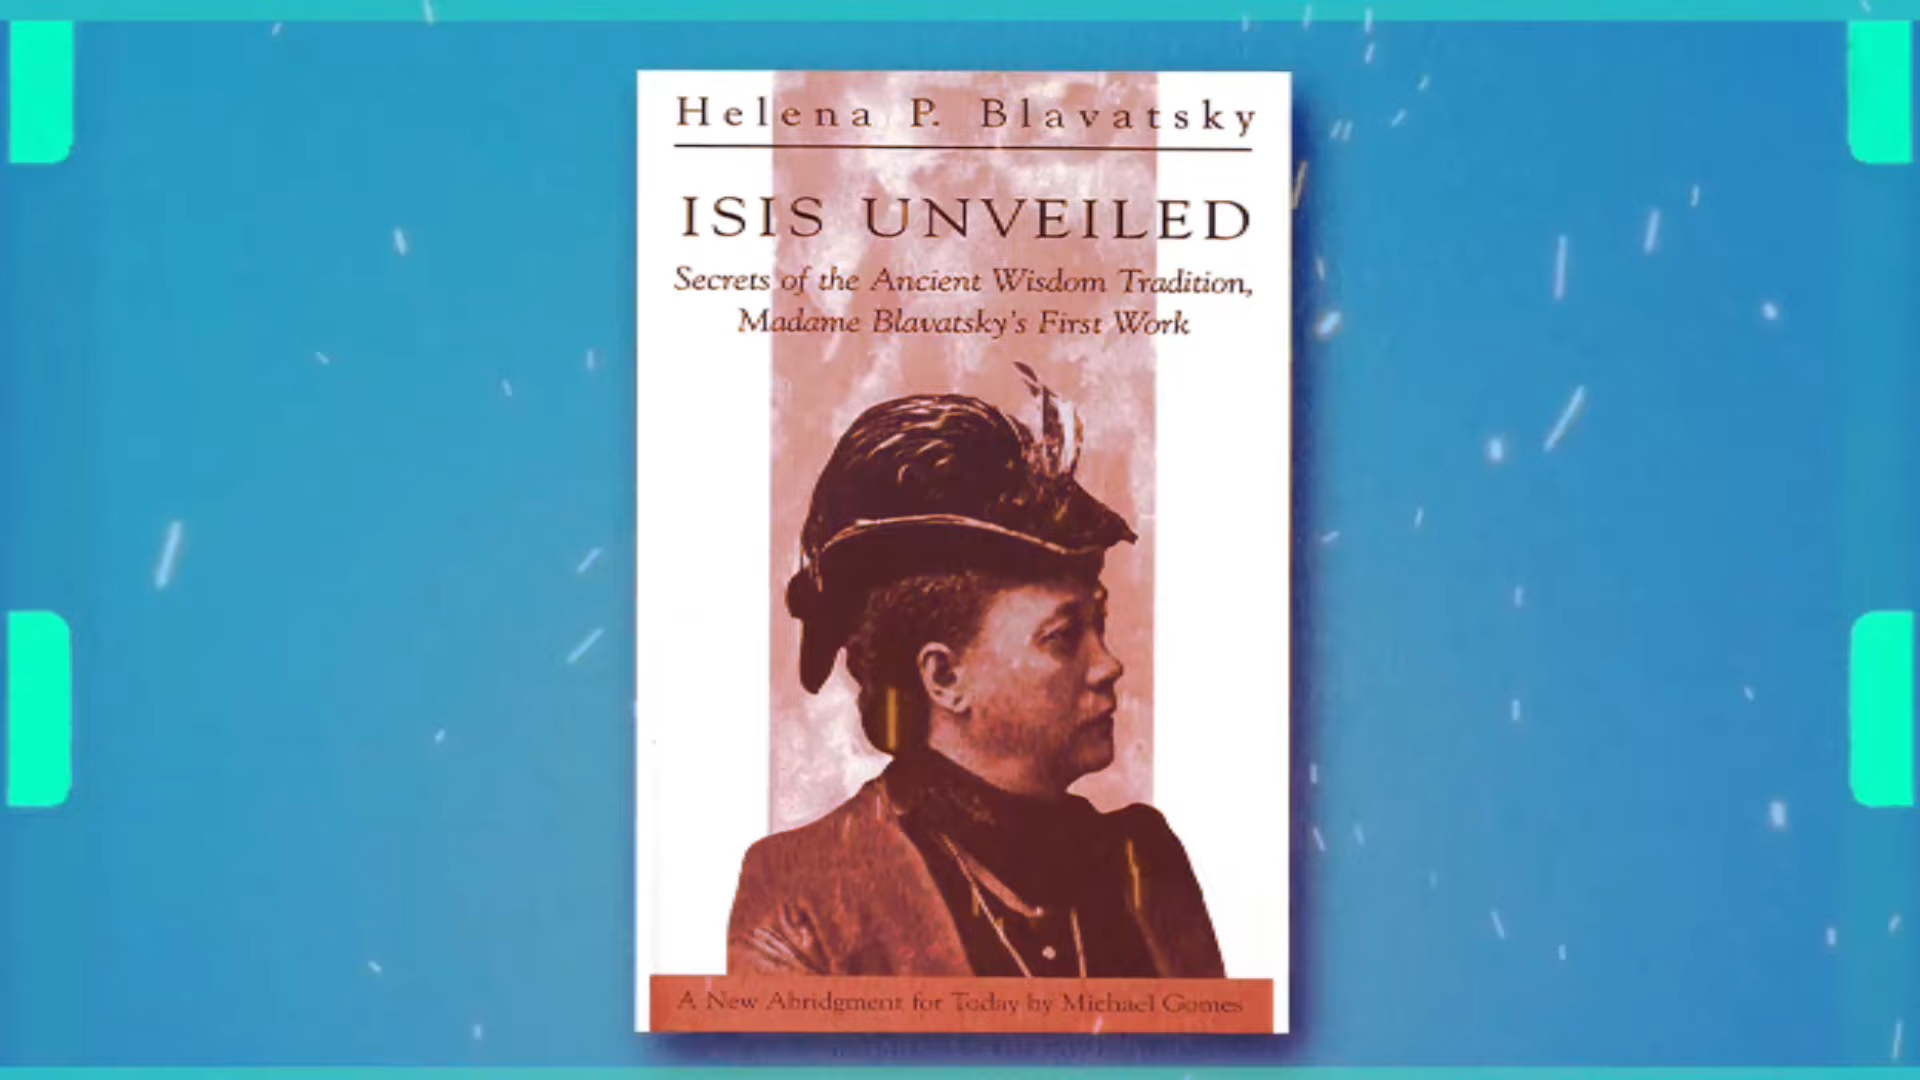 Helena P. Blavatsky
ISIS UNVEILED
Secrets of the Ancient Wisdom Tradition,
Madame Blavatsky's First Work
A New Abridgment for Today by Michael Gomes